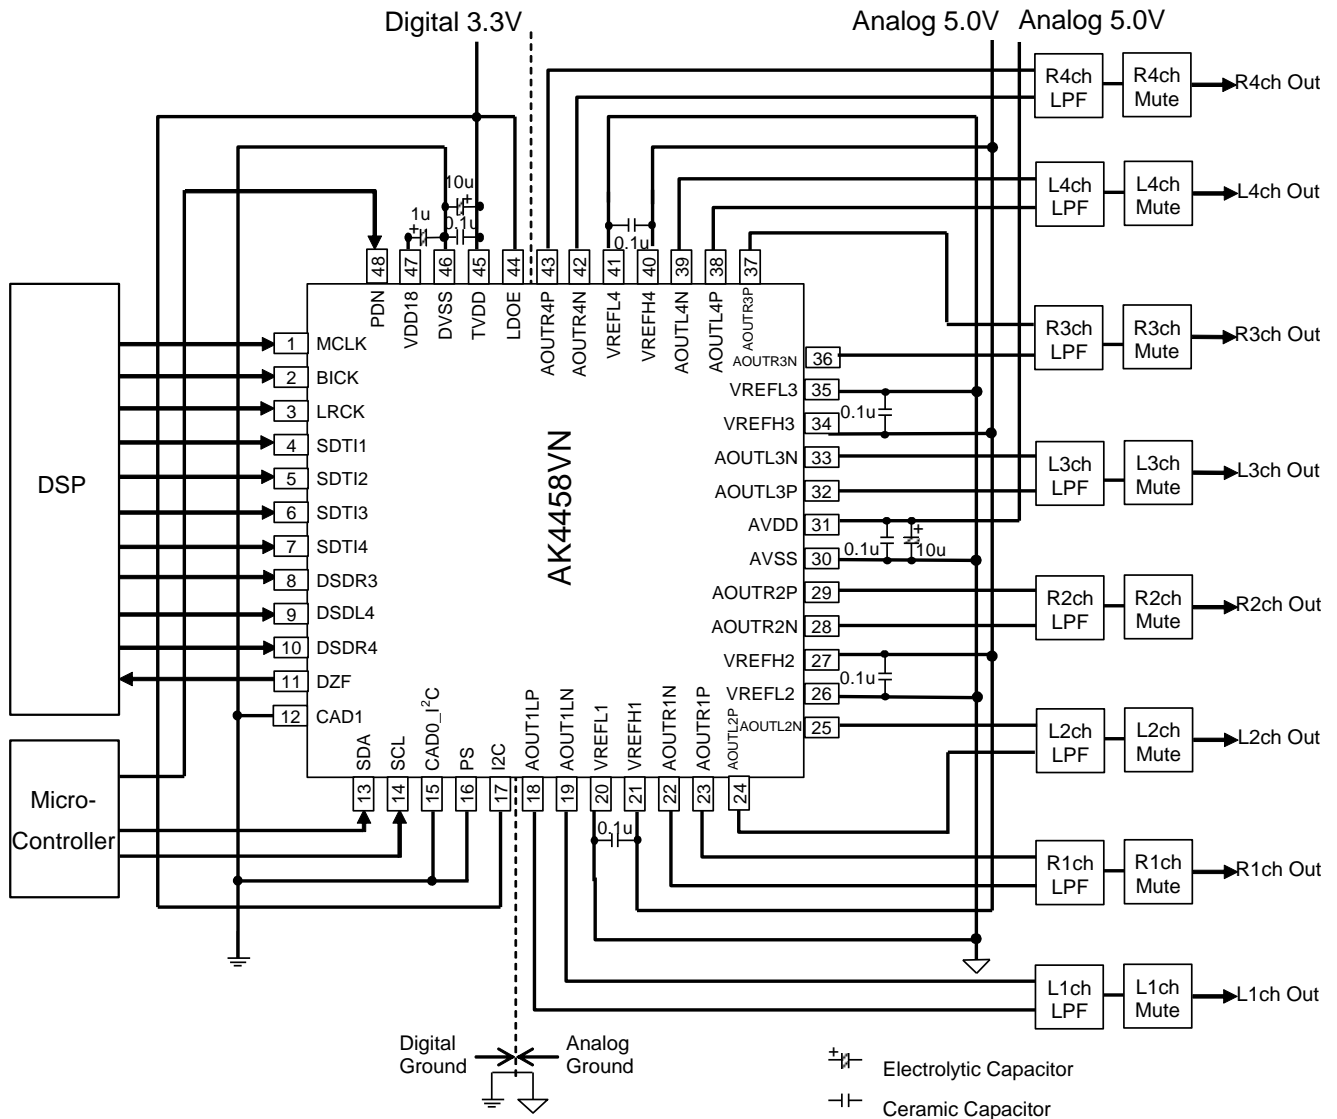 Digital 3.3V
Analog 5.0V
Analog 5.0V
R4ch
LPF
R4ch
Mute
R4ch Out
L4ch
LPF
L4ch
Mute
L4ch Out
10u
1u
0.1u
0.1u
48
47
46
45
44
43
42
41
40
39
38
37
PDN
VDD18
DVSS
TVDD
LDOE
AOUTR4P
AOUTR4N
VREFL4
VREFH4
AOUTL4N
AOUTL4P
AOUTR3P
DSP
1
MCLK
2
BICK
3
LRCK
4
SDTI1
5
SDTI2
6
SDTI3
7
SDTI4
8
DSDR3
9
DSDL4
10
DSDR4
11
DZF
12
CAD1
AK4458VN
AOUTR3N
36
VREFL3
35
0.1u
VREFH3
34
AOUTL3N
33
AOUTL3P
32
AVDD
31
0.1u
10u
AVSS
30
AOUTR2P
29
AOUTR2N
28
VREFH2
27
0.1u
VREFL2
26
AOUTL2N
25
R3ch
LPF
R3ch
Mute
R3ch Out
L3ch
LPF
L3ch
Mute
L3ch Out
R2ch
LPF
R2ch
Mute
R2ch Out
L2ch
LPF
L2ch
Mute
L2ch Out
Micro-
Controller
SDA
SCL
CAD0_I²C
PS
I2C
AOUT1LP
AOUT1LN
VREFL1
VREFH1
AOUTR1N
AOUTR1P
AOUTL2P
13
14
15
16
17
18
19
20
21
22
23
24
0.1u
R1ch
LPF
R1ch
Mute
R1ch Out
L1ch
LPF
L1ch
Mute
L1ch Out
Digital
Ground
Analog
Ground
Electrolytic Capacitor
Ceramic Capacitor